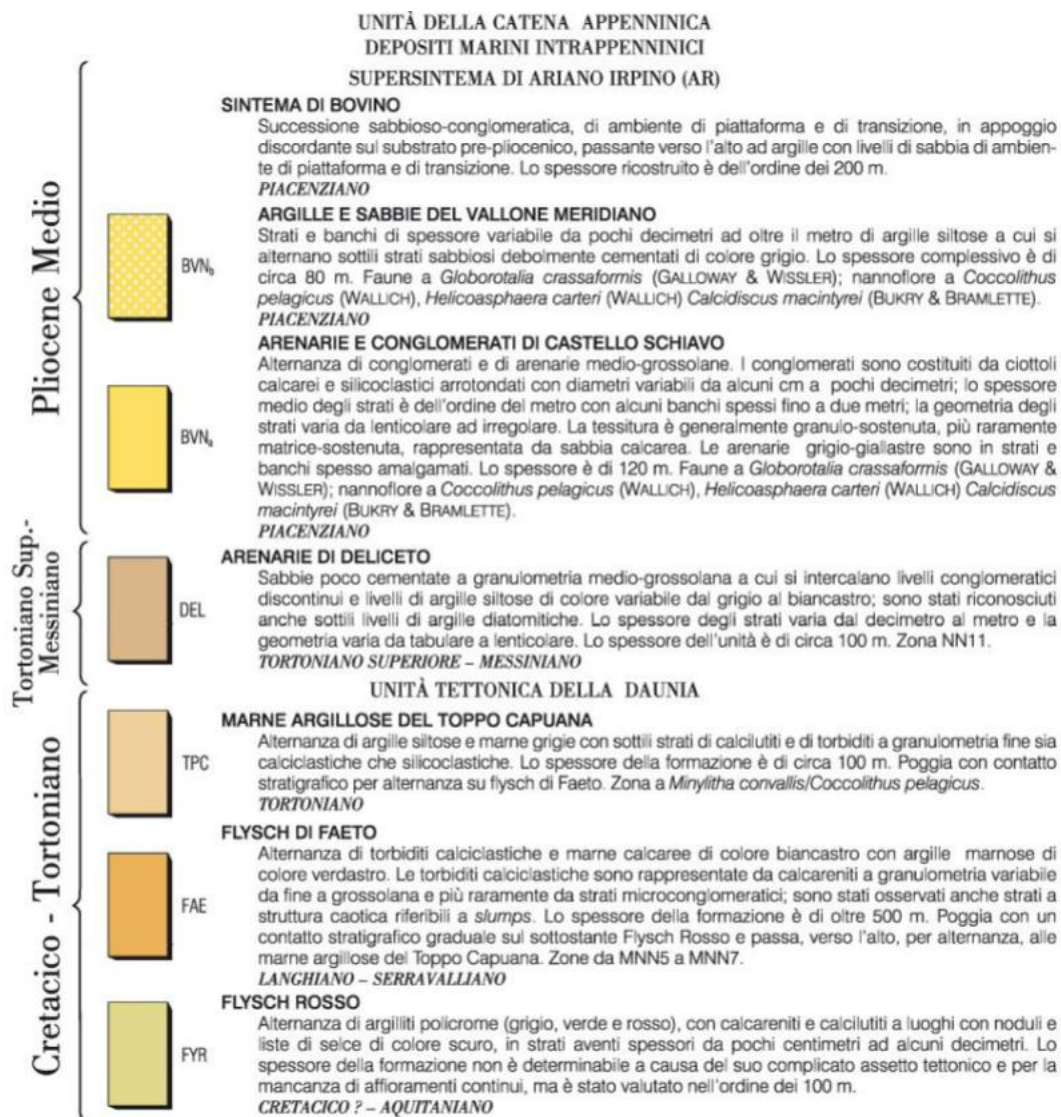 UNITÀ DELLA CATENA APPENNINICA
DEPOSITI MARINI INTRAPPENNINICI
SUPERSINTEMA DI ARIANO IRPINO (AR)
Pliocene Medio
SINTEMA DI BOVINO
Successione sabbioso-conglomeratica, di ambiente di piattaforma e di transizione, in appoggio
discordante sul substrato pre-pliocenico, passante verso l'alto ad argille con livelli di sabbia di ambien-
te di piattaforma e di transizione. Lo spessore ricostruito è dell'ordine dei 200 m.
PIACENZIANO
BVNb
ARGILLE E SABBIE DEL VALLONE MERIDIANO
Strati e banchi di spessore variabile da pochi decimetri ad oltre il metro di argille siltose a cui si
alternano sottili strati sabbiosi debolmente cementati di colore grigio. Lo spessore complessivo è di
circa 80 m. Faune a Globorotalia crassaformis (GALLOWAY & WISSLER); nannoflore a Coccolithus
pelagicus (WALLICH), Helicoasphaera carteri (WALLICH) Calcidiscus macintyrei (BUKRY & BRAMLETTE).
PIACENZIANO
BVNa
ARENARIE E CONGLOMERATI DI CASTELLO SCHIAVO
Alternanza di conglomerati e di arenarie medio-grossolane. I conglomerati sono costituiti da ciottoli
calcarei e silicoclastici arrotondati con diametri variabili da alcuni cm a pochi decimetri; lo spessore
medio degli strati è dell'ordine del metro con alcuni banchi spessi fino a due metri; la geometria degli
strati varia da lenticolare ad irregolare. La tessitura è generalmente granulo-sostenuta, più raramente
matrice-sostenuta, rappresentata da sabbia calcarea. Le arenarie grigio-giallastre sono in strati e
banchi spesso amalgamati. Lo spessore è di 120 m. Faune a Globorotalia crassaformis (GALLOWAY &
WISSLER); nannoflore a Coccolithus pelagicus (WALLICH), Helicoasphaera carteri (WALLICH) Calcidiscus
macintyrei (BUKRY & BRAMLETTE).
PIACENZIANO
Tortoniano Sup.-
Messiniano
DEL
ARENARIE DI DELICETO
Sabbie poco cementate a granulometria medio-grossolana a cui si intercalano livelli conglomeratici
discontinui e livelli di argille siltose di colore variabile dal grigio al biancastro; sono stati riconosciuti
anche sottili livelli di argille diatomitiche. Lo spessore degli strati varia dal decimetro al metro e la
geometria varia da tabulare a lenticolare. Lo spessore dell'unità è di circa 100 m. Zona NN11.
TORTONIANO SUPERIORE – MESSINIANO
UNITÀ TETTONICA DELLA DAUNIA
Cretacico - Tortoniano
TPC
MARNE ARGILLOSE DEL TOPPO CAPUANA
Alternanza di argille siltose e marne grigie con sottili strati di calcilutiti e di torbiditi a granulometria fine sia
calciclastiche che silicoclastiche. Lo spessore della formazione è di circa 100 m. Poggia con contatto
stratigrafico per alternanza su flysch di Faeto. Zona a Minylitha convallis/Coccolithus pelagicus.
TORTONIANO
FAE
FLYSCH DI FAETO
Alternanza di torbiditi calciclastiche e marne calcaree di colore biancastro con argille marnose di
colore verdastro. Le torbiditi calciclastiche sono rappresentate da calcareniti a granulometria variabile
da fine a grossolana e più raramente da strati microconglomeratici; sono stati osservati anche strati a
struttura caotica riferibili a slumps. Lo spessore della formazione è di oltre 500 m. Poggia con un
contatto stratigrafico graduale sul sottostante Flysch Rosso e passa, verso l'alto, per alternanza, alle
marne argillose del Toppo Capuana. Zone da MNN5 a MNN7.
LANGHIANO – SERRAVALLIANO
FYR
FLYSCH ROSSO
Alternanza di argilliti policrome (grigio, verde e rosso), con calcareniti e calcilutiti a luoghi con noduli e
liste di selce di colore scuro, in strati aventi spessori da pochi centimetri ad alcuni decimetri. Lo
spessore della formazione non è determinabile a causa del suo complicato assetto tettonico e per la
mancanza di affioramenti continui, ma è stato valutato nell'ordine dei 100 m.
CRETACICO ? – AQUITANIANO